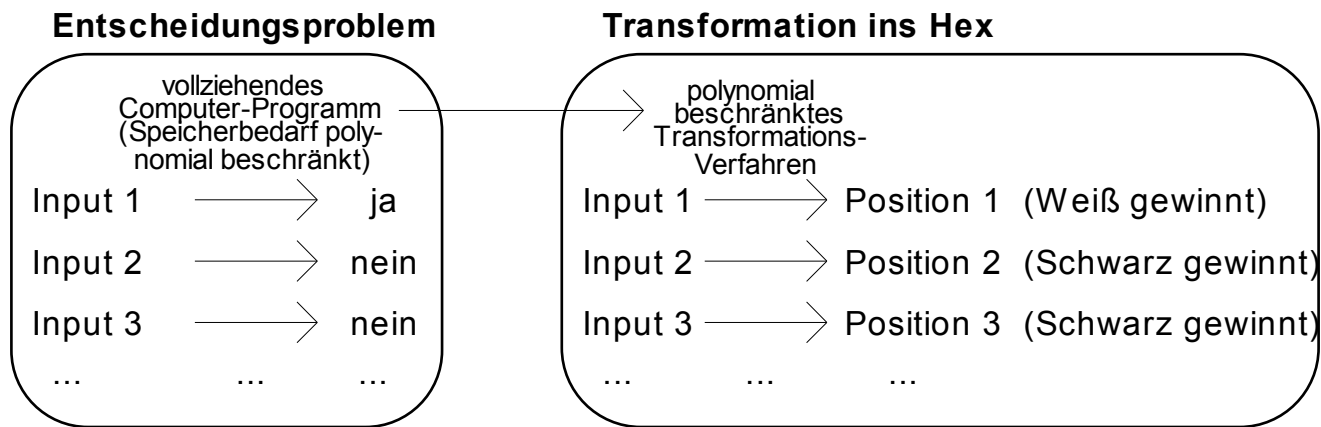 Entscheidungsproblem
vollziehendes
Computer-Programm
(Speicherbedarf poly-
nomial beschränkt)
Input 1 ja
Input 2 nein
Input 3 nein
... ... ...
Transformation ins Hex
polynomial
beschränktes
Transformations-
Verfahren
Input 1 Position 1 (Weiß gewinnt)
Input 2 Position 2 (Schwarz gewinnt)
Input 3 Position 3 (Schwarz gewinnt)
... ... ...